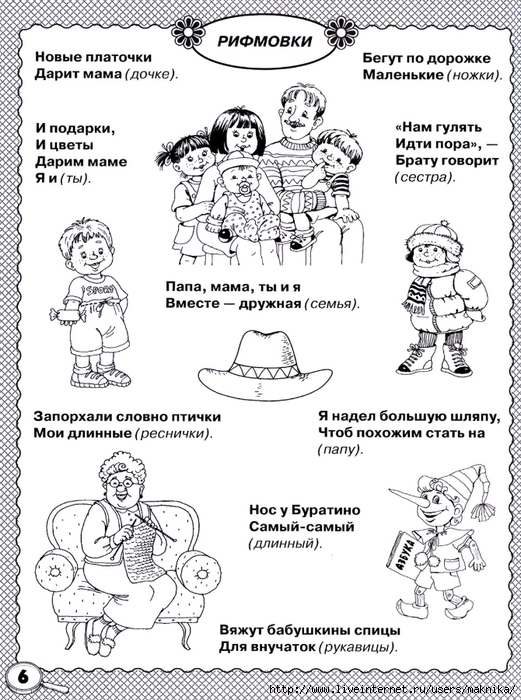 РИФМОВКИ
Новые платочки
Дарит мама (дочке).
Бегут по дорожке
Маленькие (ножки).
И подарки,
И цветы
Дарим маме
Я и (ты).
«Нам гулять
Идти пора», —
Брату говорит
(сестра).
SPORT
Папа, мама, ты и я
Вместе — дружная (семья).
Запорхали словно птички
Мои длинные (реснички).
Я надел большую шляпу,
Чтоб похожим стать на
(папу).
Нос у Буратино
Самый-самый
(длинный).
АЗБУКА
Вяжут бабушкины спицы
Для внучаток (рукавицы).
6
http://www.liveinternet.ru/users/maknika/